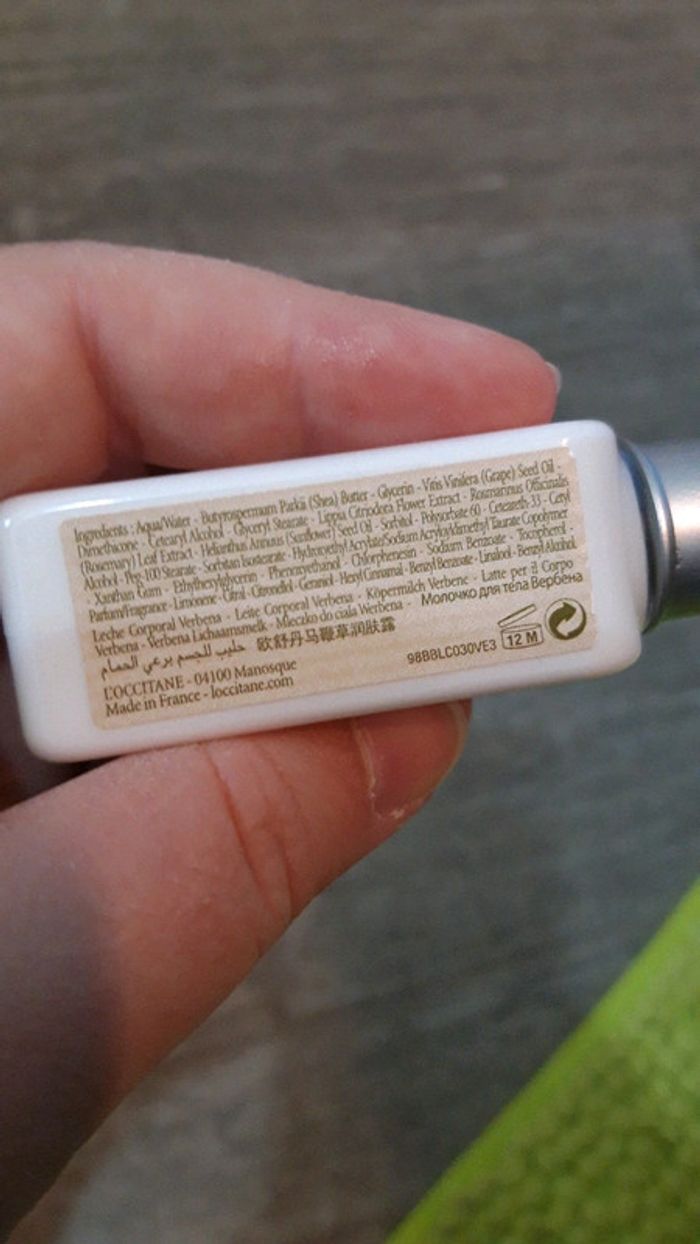 Ingredients : Aqua/Water - Butyrospermum Parkii (Shea) Butter - Glycerin - Vitis Vinifera (Grape) Seed Oil -
Dimethicone - Cetearyl Alcohol - Glyceryl Stearate - Lippia Citriodora Flower Extract - Rosmarinus Officinalis
(Rosemary) Leaf Extract - Helianthus Annuus (Sunflower) Seed Oil - Sorbitol - Polysorbate 60 - Ceteareth-33 - Cetyl
Alcohol - Peg-100 Stearate - Sorbitan Isostearate - Hydroxyethyl Acrylate/Sodium Acryloyldimethyl Taurate Copolymer
- Xanthan Gum - Ethylhexylglycerin - Phenoxyethanol - Chlorphenesin - Sodium Benzoate - Tocopherol -
Parfum/Fragrance - Limonene - Citral - Citronellol - Geraniol - Hexyl Cinnamal - Benzyl Benzoate - Linalool - Benzyl Alcohol
Leche Corporal Verbena - Leite Corporal Verbena - Köpermilch Verbene - Latte per il Corpo
Verbena - Verbena Lichaamsmelk - Mleczko do ciala Werbena - Молочко для тела Вербена
حليب للجسم برعي الحمام 欧舒丹马鞭草润肤露
98BBLC030VE3 12 M
L'OCCITANE - 04100 Manosque
Made in France - loccitane.com